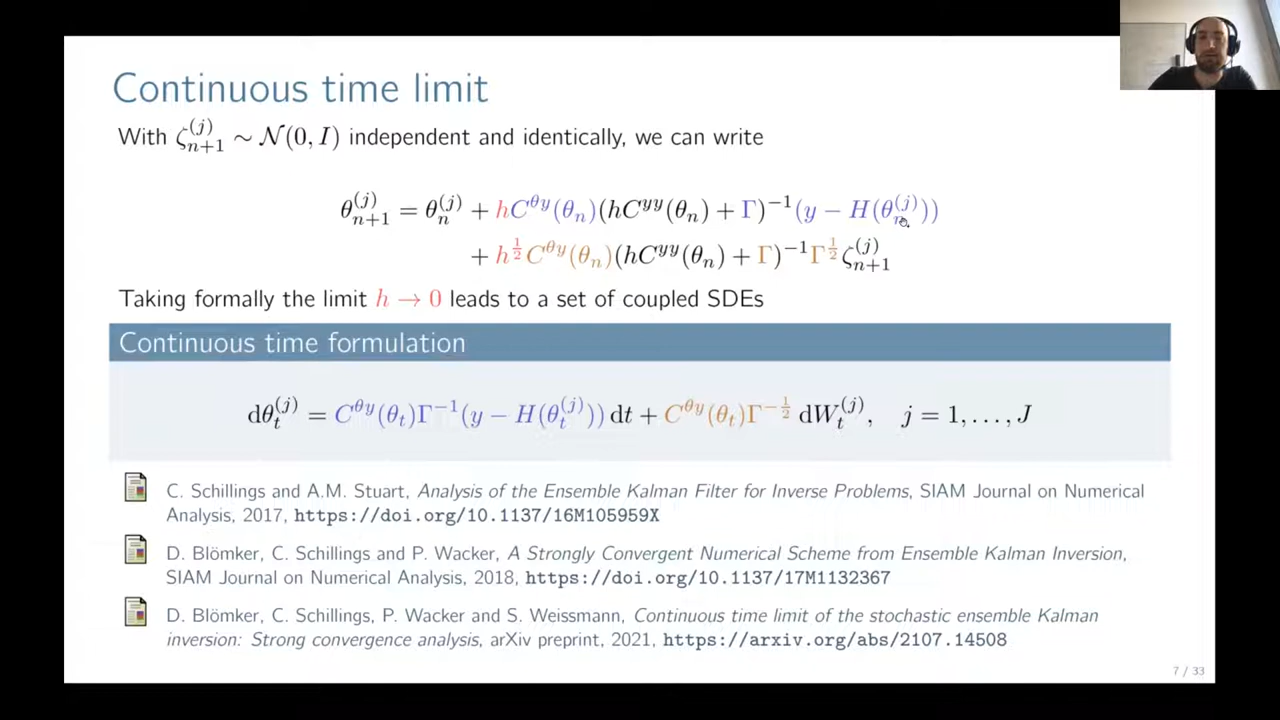 Continuous time limit
With ζ_{n+1}^{(j)} ∼ 𝒩(0, I) independent and identically, we can write
θ_{n+1}^{(j)} = θ_n^{(j)} + hC^{θy}(θ_n)(hC^{yy}(θ_n) + Γ)^{−1}(y − H(θ_n^{(j)}))
+ h^{1/2}C^{θy}(θ_n)(hC^{yy}(θ_n) + Γ)^{−1}Γ^{1/2}ζ_{n+1}^{(j)}
Taking formally the limit h → 0 leads to a set of coupled SDEs
Continuous time formulation
dθ_t^{(j)} = C^{θy}(θ_t)Γ^{−1}(y − H(θ_t^{(j)})) dt + C^{θy}(θ_t)Γ^{−1/2} dW_t^{(j)}, j = 1, . . . , J
C. Schillings and A.M. Stuart, Analysis of the Ensemble Kalman Filter for Inverse Problems, SIAM Journal on Numerical
Analysis, 2017, https://doi.org/10.1137/16M105959X
D. Blömker, C. Schillings and P. Wacker, A Strongly Convergent Numerical Scheme from Ensemble Kalman Inversion,
SIAM Journal on Numerical Analysis, 2018, https://doi.org/10.1137/17M1132367
D. Blömker, C. Schillings, P. Wacker and S. Weissmann, Continuous time limit of the stochastic ensemble Kalman
inversion: Strong convergence analysis, arXiv preprint, 2021, https://arxiv.org/abs/2107.14508
7 / 33